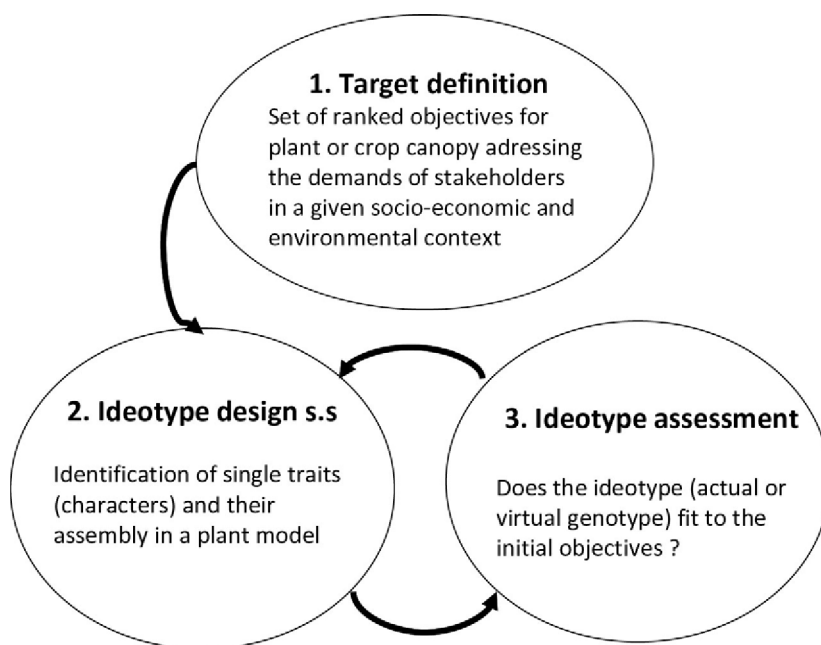 1. Target definition
Set of ranked objectives for
plant or crop canopy adressing
the demands of stakeholders
in a given socio-economic and
environmental context
2. Ideotype design s.s
Identification of single traits
(characters) and their
assembly in a plant model
3. Ideotype assessment
Does the ideotype (actual or
virtual genotype) fit to the
initial objectives ?